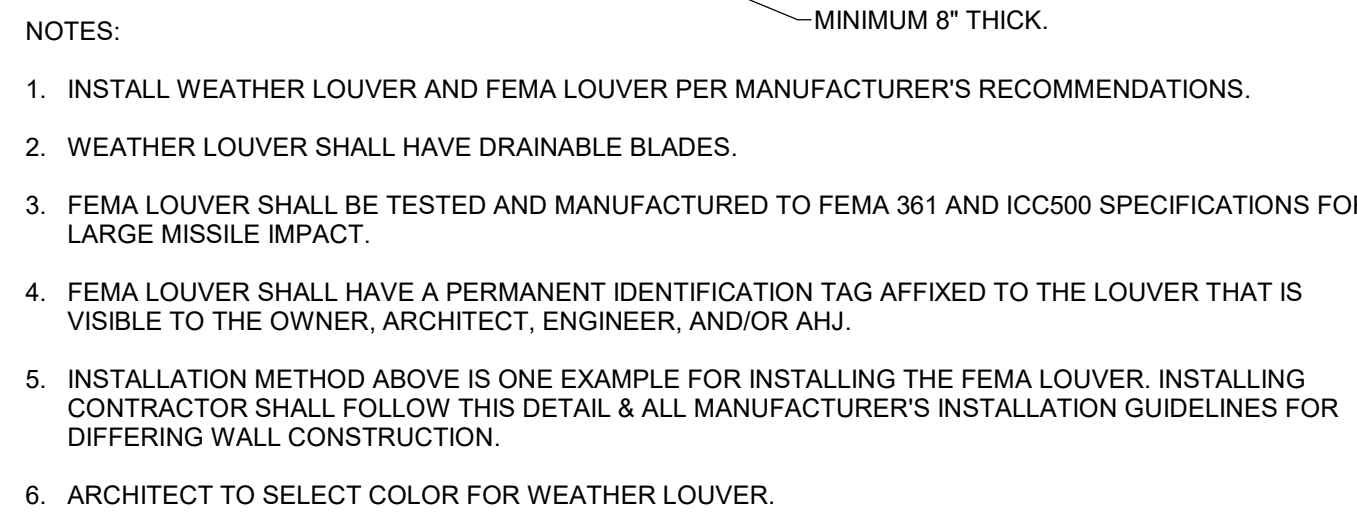 MINIMUM 8" THICK.
NOTES:
1. INSTALL WEATHER LOUVER AND FEMA LOUVER PER MANUFACTURER'S RECOMMENDATIONS.
2. WEATHER LOUVER SHALL HAVE DRAINABLE BLADES.
3. FEMA LOUVER SHALL BE TESTED AND MANUFACTURED TO FEMA 361 AND ICC500 SPECIFICATIONS FOR
LARGE MISSILE IMPACT.
4. FEMA LOUVER SHALL HAVE A PERMANENT IDENTIFICATION TAG AFFIXED TO THE LOUVER THAT IS
VISIBLE TO THE OWNER, ARCHITECT, ENGINEER, AND/OR AHJ.
5. INSTALLATION METHOD ABOVE IS ONE EXAMPLE FOR INSTALLING THE FEMA LOUVER. INSTALLING
CONTRACTOR SHALL FOLLOW THIS DETAIL & ALL MANUFACTURER'S INSTALLATION GUIDELINES FOR
DIFFERING WALL CONSTRUCTION.
6. ARCHITECT TO SELECT COLOR FOR WEATHER LOUVER.